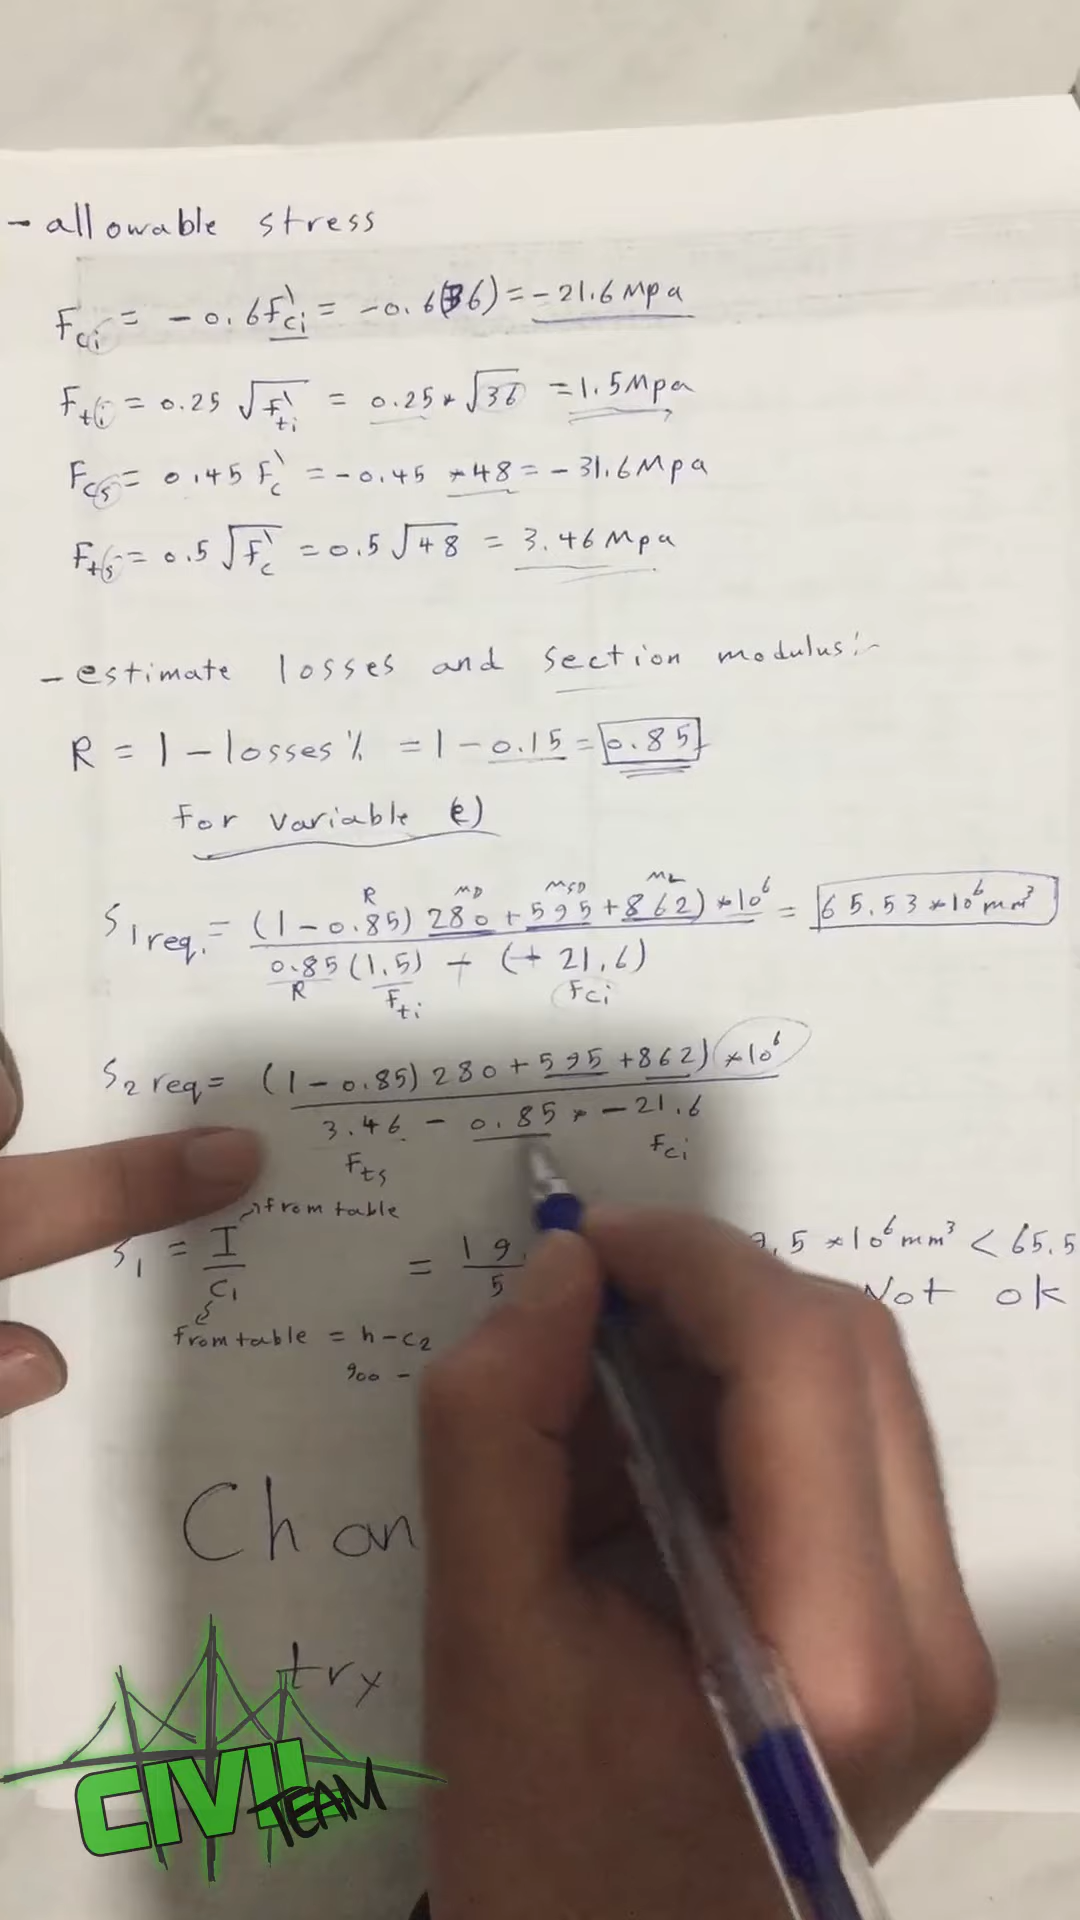 - allowable stress
Fci = -0.6f'ci = -0.6(36) = -21.6 Mpa
Fti = 0.25 √f'ti = 0.25 * √36 = 1.5 Mpa
Fcs = 0.45 F'c = -0.45 * 48 = -31.6 Mpa
Fts = 0.5 √f'c = 0.5 √48 = 3.46 Mpa
- estimate losses and section modulus:-
R = 1 - losses % = 1 - 0.15 = 0.85
for variable (e)
R MD MSD ML
S1 req. = (1 - 0.85) 280 + 595 + 862) * 10^6 = 65.53 * 10^6 mm^3
0.85 (1.5) + (+ 21.6)
R Fti Fci
S2 req = (1 - 0.85) 280 + 595 + 862) * 10^6
3.46 - 0.85 * - 21.6
Fts Fci
from table
S1 = I = 19. .5 * 10^6 mm^3 < 65.5
C1 5 Not ok
from table = h - c2
900 -
Chan
try
CIVIL
TEAM